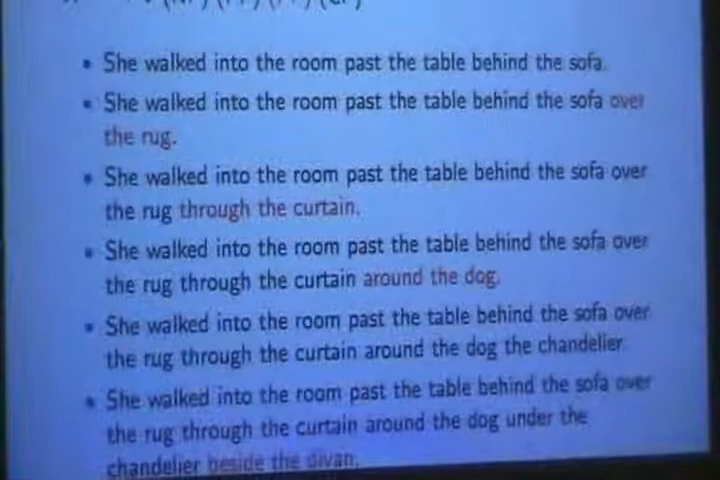 She walked into the room past the table behind the sofa.
She walked into the room past the table behind the sofa over
the rug.
She walked into the room past the table behind the sofa over
the rug through the curtain.
She walked into the room past the table behind the sofa over
the rug through the curtain around the dog.
She walked into the room past the table behind the sofa over
the rug through the curtain around the dog the chandelier.
She walked into the room past the table behind the sofa over
the rug through the curtain around the dog under the
chandelier beside the divan.